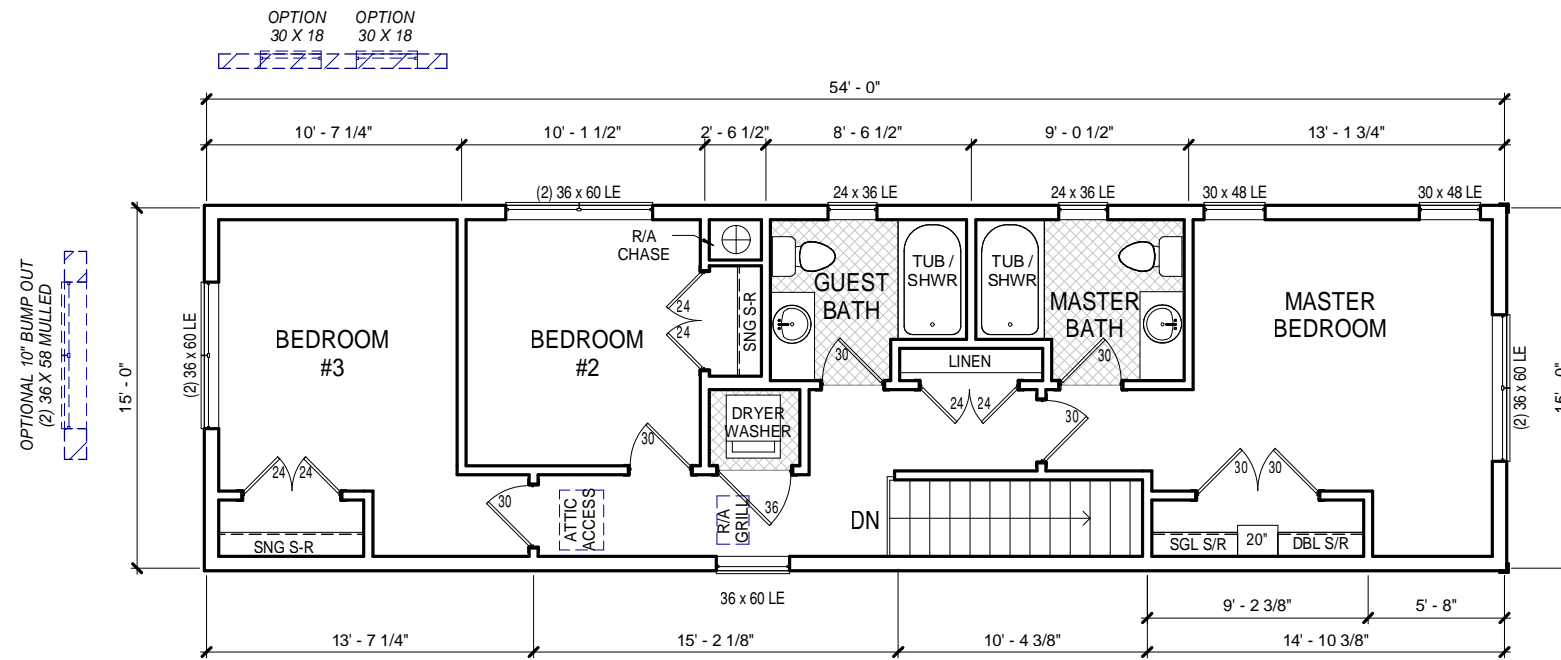 OPTION
30 X 18
OPTION
30 X 18
54' - 0"
10' - 7 1/4"
10' - 1 1/2"
2' - 6 1/2"
8' - 6 1/2"
9' - 0 1/2"
13' - 1 3/4"
(2) 36 x 60 LE
24 x 36 LE
24 x 36 LE
30 x 48 LE
30 x 48 LE
OPTIONAL 10" BUMP OUT
(2) 36 X 58 MULLED
15' - 0"
(2) 36 x 60 LE
BEDROOM
#3
BEDROOM
#2
R/A
CHASE
24
24
SNG S-R
GUEST
BATH
TUB /
SHWR
TUB /
SHWR
MASTER
BATH
MASTER
BEDROOM
30
30
LINEN
24
24
30
DRYER
WASHER
30
(2) 36 x 60 LE
15' - 0"
24
24
SNG S-R
30
ATTIC
ACCESS
R/A
GRILL
36
DN
30
30
SGL S/R
20"
DBL S/R
36 x 60 LE
9' - 2 3/8"
5' - 8"
13' - 7 1/4"
15' - 2 1/8"
10' - 4 3/8"
14' - 10 3/8"